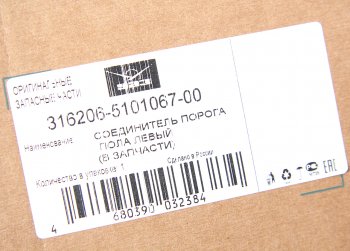 ОРИГИНАЛЬНЫЕ
ЗАПАСНЫЕ ЧАСТИ
316206-5101067-00
Наименование
СОЕДИНИТЕЛЬ ПОРОГА
ПОЛА ЛЕВЫЙ
(В ЗАПЧАСТИ)
Количество в упаковке: 1
Сделано в России
4 680390 032384
EAC